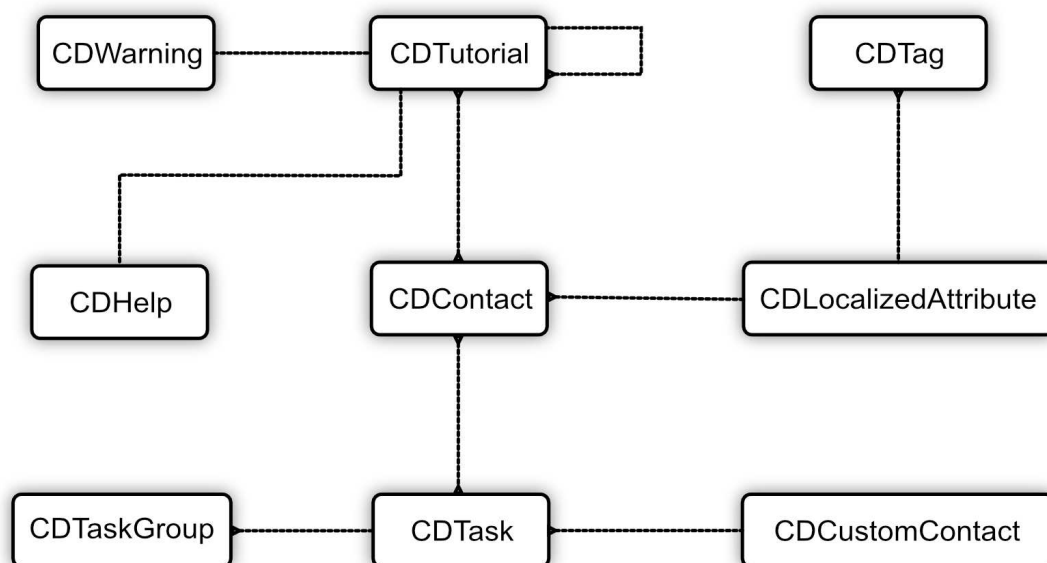 CDWarning
CDTutorial
CDTag
CDHelp
CDContact
CDLocalizedAttribute
CDTaskGroup
CDTask
CDCustomContact